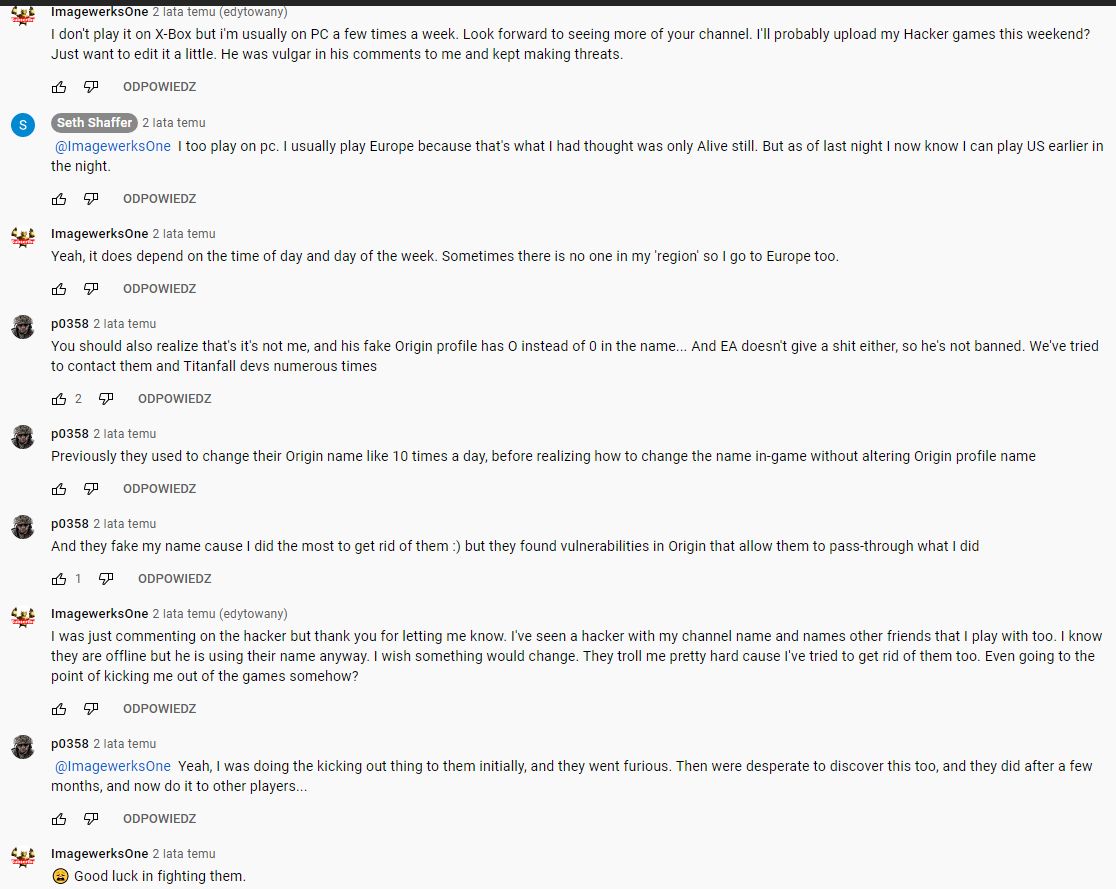 ImagewerksOne 2 lata temu (edytowany)
I don't play it on X-Box but i'm usually on PC a few times a week. Look forward to seeing more of your channel. I'll probably upload my Hacker games this weekend?
Just want to edit it a little. He was vulgar in his comments to me and kept making threats.
ODPOWIEDZ
S
Seth Shaffer 2 lata temu
@ImagewerksOne I too play on pc. I usually play Europe because that's what I had thought was only Alive still. But as of last night I now know I can play US earlier in
the night.
ODPOWIEDZ
ImagewerksOne 2 lata temu
Yeah, it does depend on the time of day and day of the week. Sometimes there is no one in my 'region' so I go to Europe too.
ODPOWIEDZ
p0358 2 lata temu
You should also realize that's it's not me, and his fake Origin profile has O instead of 0 in the name... And EA doesn't give a shit either, so he's not banned. We've tried
to contact them and Titanfall devs numerous times
2 ODPOWIEDZ
p0358 2 lata temu
Previously they used to change their Origin name like 10 times a day, before realizing how to change the name in-game without altering Origin profile name
ODPOWIEDZ
p0358 2 lata temu
And they fake my name cause I did the most to get rid of them :) but they found vulnerabilities in Origin that allow them to pass-through what I did
1 ODPOWIEDZ
ImagewerksOne 2 lata temu (edytowany)
I was just commenting on the hacker but thank you for letting me know. I've seen a hacker with my channel name and names other friends that I play with too. I know
they are offline but he is using their name anyway. I wish something would change. They troll me pretty hard cause I've tried to get rid of them too. Even going to the
point of kicking me out of the games somehow?
ODPOWIEDZ
p0358 2 lata temu
@ImagewerksOne Yeah, I was doing the kicking out thing to them initially, and they went furious. Then were desperate to discover this too, and they did after a few
months, and now do it to other players...
ODPOWIEDZ
ImagewerksOne 2 lata temu
😩 Good luck in fighting them.